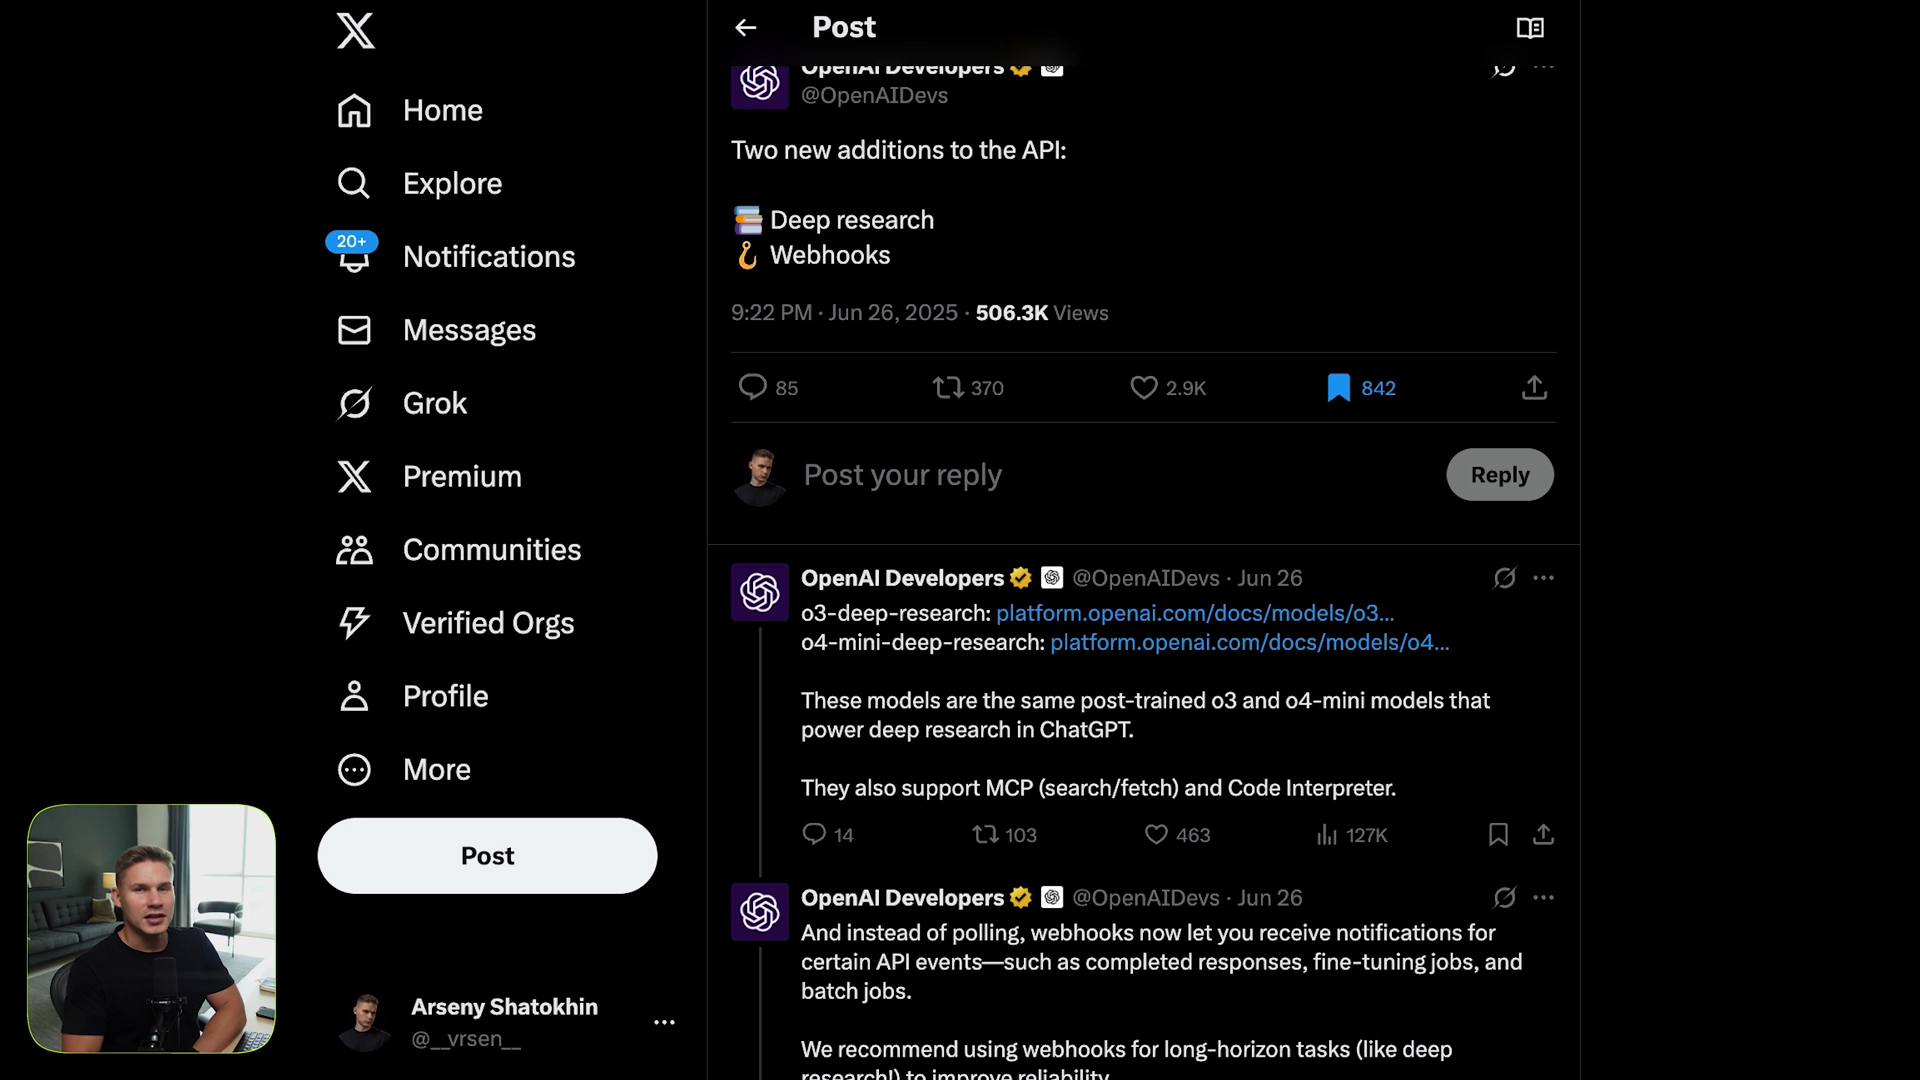 Home
Explore
20+
Notifications
Messages
Grok
Premium
Communities
Verified Orgs
Profile
More
Post
Arseny Shatokhin
@__vrsen__
Post
OpenAI Developers
@OpenAIDevs
Two new additions to the API:
Deep research
Webhooks
9:22 PM · Jun 26, 2025 · 506.3K Views
85 370 2.9K 842
Post your reply
Reply
OpenAI Developers @OpenAIDevs · Jun 26
o3-deep-research: platform.openai.com/docs/models/o3…
o4-mini-deep-research: platform.openai.com/docs/models/o4…
These models are the same post-trained o3 and o4-mini models that
power deep research in ChatGPT.
They also support MCP (search/fetch) and Code Interpreter.
14 103 463 127K
OpenAI Developers @OpenAIDevs · Jun 26
And instead of polling, webhooks now let you receive notifications for
certain API events—such as completed responses, fine-tuning jobs, and
batch jobs.
We recommend using webhooks for long-horizon tasks (like deep
research!) to improve reliability.